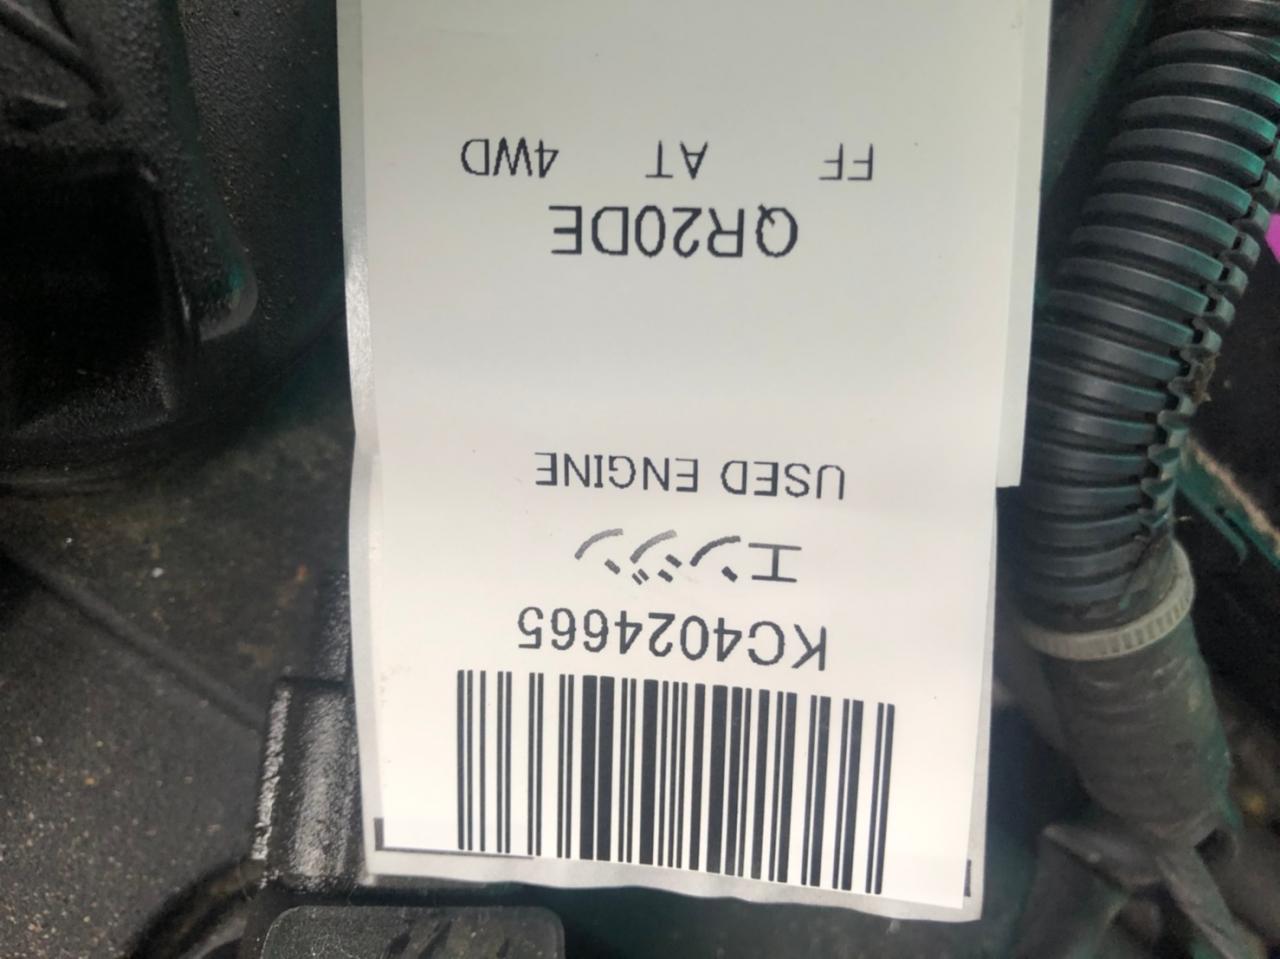 KC4024665
エンジン
USED ENGINE
QR20DE
FF AT 4WD